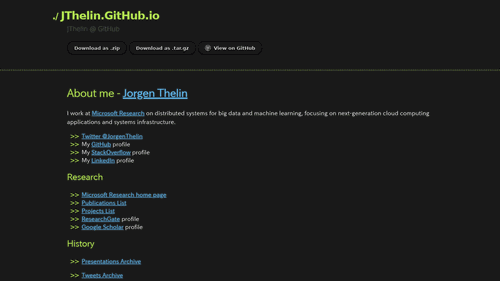 ./ JThelin.GitHub.io
JThelin @ GitHub
Download as .zip Download as .tar.gz View on GitHub
About me - Jorgen Thelin
I work at Microsoft Research on distributed systems for big data and machine learning, focusing on next-generation cloud computing
applications and systems infrastructure.
>> Twitter @JorgenThelin
>> My GitHub profile
>> My StackOverflow profile
>> My LinkedIn profile
Research
>> Microsoft Research home page
>> Publications List
>> Projects List
>> ResearchGate profile
>> Google Scholar profile
History
>> Presentations Archive
>> Tweets Archive